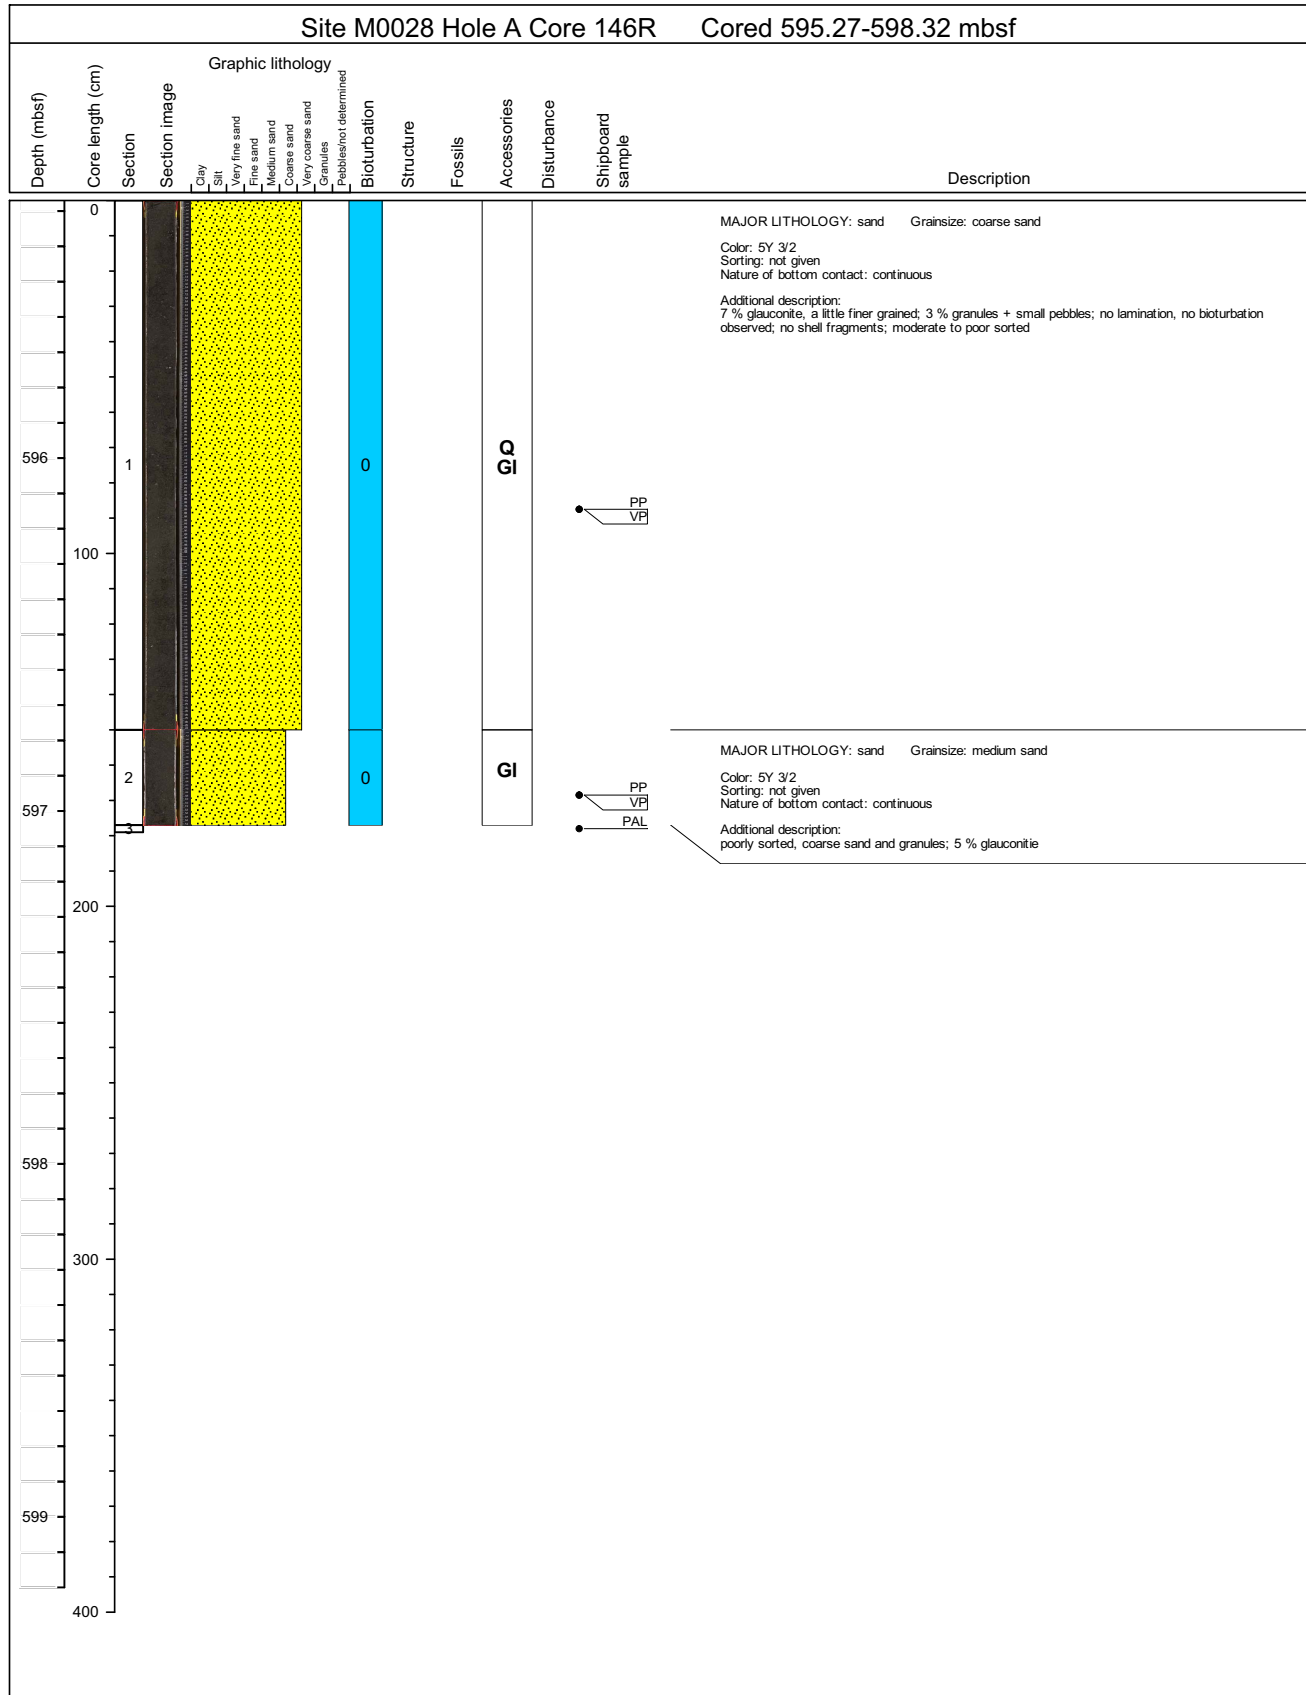 Site M0028 Hole A Core 146R Cored 595.27-598.32 mbsf
Depth (mbsf)
Core length (cm)
Section
Section image
Graphic lithology
Clay
Silt
Very fine sand
Fine sand
Medium sand
Coarse sand
Very coarse sand
Granules
Pebbles/not determined
Bioturbation
Structure
Fossils
Accessories
Disturbance
Shipboard
sample
Description
0
MAJOR LITHOLOGY: sand Grainsize: coarse sand
Color: 5Y 3/2
Sorting: not given
Nature of bottom contact: continuous
Additional description:
7 % glauconite, a little finer grained; 3 % granules + small pebbles; no lamination, no bioturbation
observed; no shell fragments; moderate to poor sorted
596
1
0
Q
Gl
PP
VP
100
MAJOR LITHOLOGY: sand Grainsize: medium sand
Color: 5Y 3/2
Sorting: not given
Nature of bottom contact: continuous
Additional description:
poorly sorted, coarse sand and granules; 5 % glauconitie
2
0
Gl
PP
VP
597
3
PAL
200
598
300
599
400